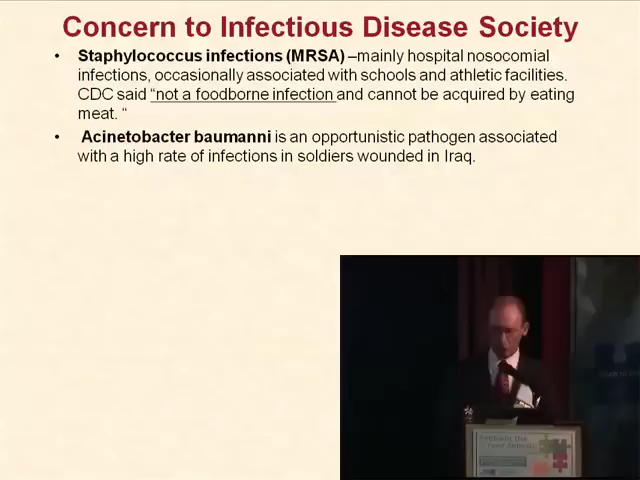 Concern to Infectious Disease Society
• Staphylococcus infections (MRSA) –mainly hospital nosocomial
infections, occasionally associated with schools and athletic facilities.
CDC said “not a foodborne infection and cannot be acquired by eating
meat. “
• Acinetobacter baumanni is an opportunistic pathogen associated
with a high rate of infections in soldiers wounded in Iraq.